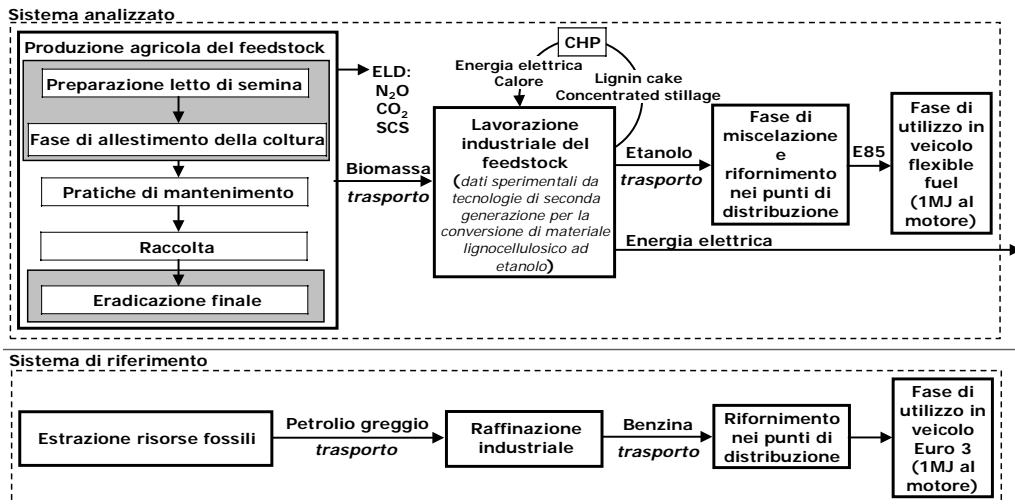 Sistema analizzato
Produzione agricola del feedstock
Preparazione letto di semina
Fase di allestimento della coltura
Pratiche di mantenimento
Raccolta
Eradicazione finale
ELD:
N₂O
CO₂
SCS
Biomassa
trasporto
CHP
Energia elettrica
Calore
Lignin cake
Concentrated stillage
Lavorazione
industriale del
feedstock
(dati sperimentali da
tecnologie di seconda
generazione per la
conversione di materiale
lignocellulosico ad
etanolo)
Etanolo
trasporto
Energia elettrica
Fase di
miscelazione
e
rifornimento
nei punti di
distribuzione
E85
Fase di
utilizzo in
veicolo
flexible
fuel
(1MJ al
motore)
Sistema di riferimento
Estrazione risorse fossili
Petrolio greggio
trasporto
Raffinazione
industriale
Benzina
trasporto
Rifornimento
nei punti di
distribuzione
Fase di
utilizzo in
veicolo
Euro 3
(1MJ al
motore)